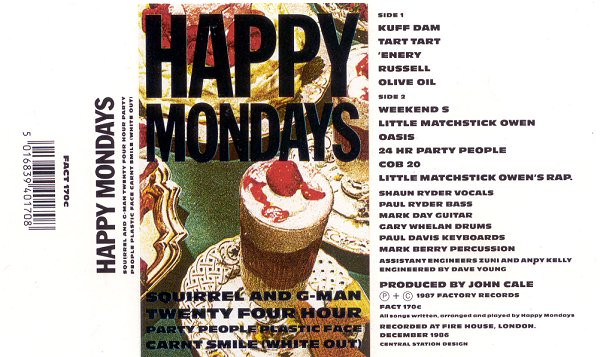 5 016839 401708
FACT 170c
HAPPY MONDAYS
SQUIRREL AND G-MAN TWENTY FOUR HOUR PARTY
PEOPLE PLASTIC FACE CARNT SMILE (WHITE OUT)
HAPPY
MONDAYS
SQUIRREL AND G-MAN
TWENTY FOUR HOUR
PARTY PEOPLE PLASTIC FACE
CARNT SMILE (WHITE OUT)
SIDE 1
KUFF DAM
TART TART
'ENERY
RUSSELL
OLIVE OIL
SIDE 2
WEEKEND S
LITTLE MATCHSTICK OWEN
OASIS
24 HR PARTY PEOPLE
COB 20
LITTLE MATCHSTICK OWEN'S RAP.
SHAUN RYDER VOCALS
PAUL RYDER BASS
MARK DAY GUITAR
GARY WHELAN DRUMS
PAUL DAVIS KEYBOARDS
MARK BERRY PERCUSSION
ASSISTANT ENGINEERS ZUNI AND ANDY KELLY
ENGINEERED BY DAVE YOUNG
PRODUCED BY JOHN CALE
Ⓟ + © 1987 FACTORY RECORDS
FACT 170c
All songs written, arranged and played by Happy Mondays
RECORDED AT FIRE HOUSE, LONDON.
DECEMBER 1986
CENTRAL STATION DESIGN